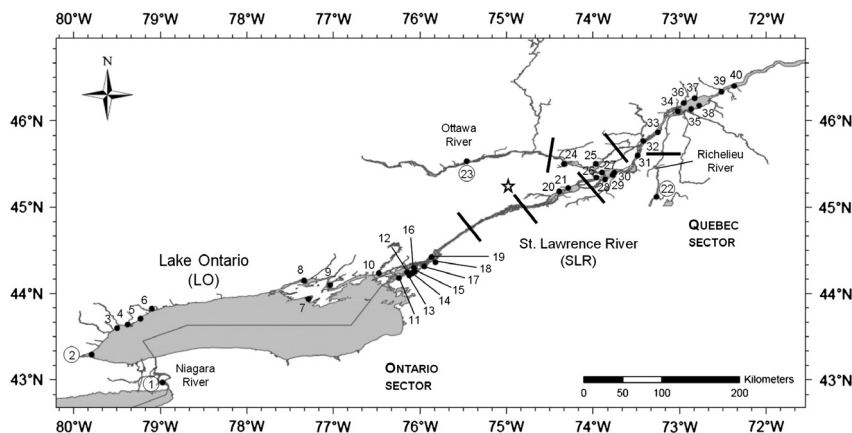 80°W 79°W 78°W 77°W 76°W 75°W 74°W 73°W 72°W
N
46°N 46°N
45°N 45°N
44°N 44°N
43°N 43°N
Ottawa
River
23
24
25
26
27
28
29
30
31
32
33
34
35
36
37
38
39
40
20
21
22
Richelieu
River
QUEBEC
SECTOR
St. Lawrence River
(SLR)
Lake Ontario
(LO)
1
2
3
4
5
6
7
8
9
10
11
12
13
14
15
16
17
18
19
Niagara
River
ONTARIO
SECTOR
Kilometers
0 50 100 200
80°W 79°W 78°W 77°W 76°W 75°W 74°W 73°W 72°W